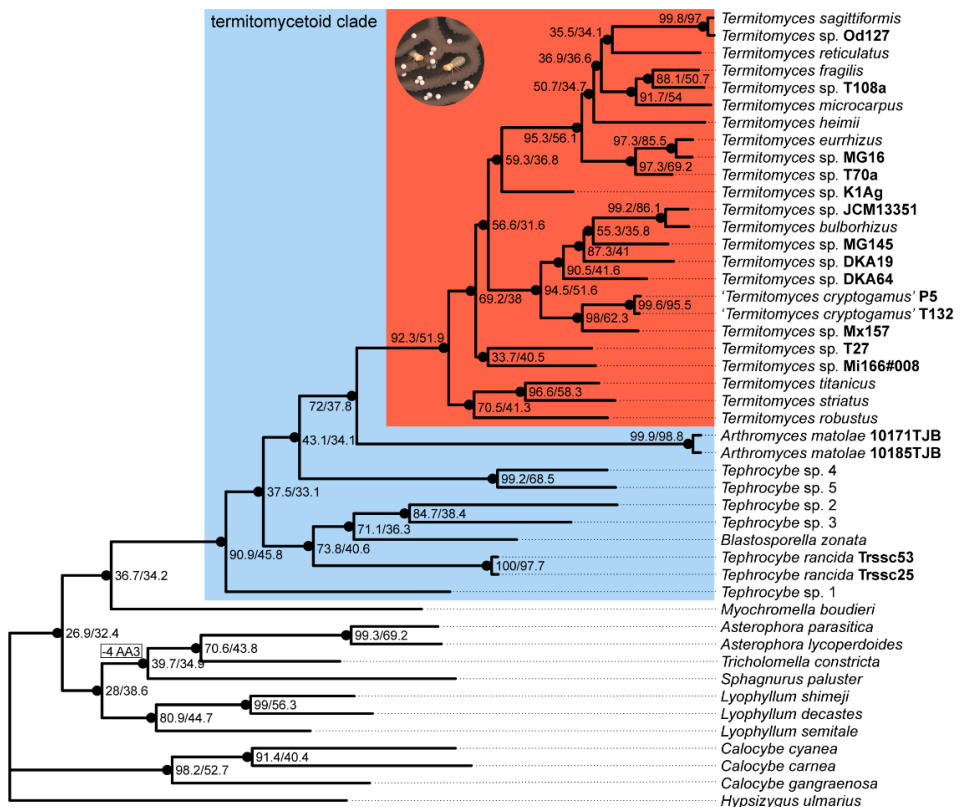 termitomycetoid clade
99.8/97
Termitomyces sagittiformis
35.5/34.1
Termitomyces sp. Od127
36.9/36.6
Termitomyces reticulatus
Termitomyces fragilis
88.1/50.7
50.7/34.7
Termitomyces sp. T108a
91.7/54
Termitomyces microcarpus
95.3/56.1
Termitomyces heimii
97.3/85.5
Termitomyces eurrhizus
59.3/36.8
Termitomyces sp. MG16
97.3/69.2
Termitomyces sp. T70a
Termitomyces sp. K1Ag
99.2/86.1
Termitomyces sp. JCM13351
56.6/31.6
Termitomyces bulborhizus
55.3/35.8
Termitomyces sp. MG145
87.3/41
Termitomyces sp. DKA19
90.5/41.6
Termitomyces sp. DKA64
94.5/51.6
69.2/38
'Termitomyces cryptogamus' P5
99.6/95.5
'Termitomyces cryptogamus' T132
98/62.3
Termitomyces sp. Mx157
92.3/51.9
Termitomyces sp. T27
33.7/40.5
Termitomyces sp. Mi166#008
Termitomyces titanicus
96.6/58.3
Termitomyces striatus
72/37.8
70.5/41.3
Termitomyces robustus
43.1/34.1
99.9/98.8
Arthromyces matolae 10171TJB
Arthromyces matolae 10185TJB
Tephrocybe sp. 4
99.2/68.5
Tephrocybe sp. 5
37.5/33.1
Tephrocybe sp. 2
84.7/38.4
Tephrocybe sp. 3
71.1/36.3
Blastosporella zonata
73.8/40.6
90.9/45.8
Tephrocybe rancida Trssc53
100/97.7
Tephrocybe rancida Trssc25
36.7/34.2
Tephrocybe sp. 1
Myochromella boudieri
26.9/32.4
Asterophora parasitica
99.3/69.2
Asterophora lycoperdoides
-4 AA3
70.6/43.8
39.7/34.9
Tricholomella constricta
Sphagnurus paluster
28/38.6
Lyophyllum shimeji
99/56.3
Lyophyllum decastes
80.9/44.7
Lyophyllum semitale
Calocybe cyanea
91.4/40.4
Calocybe carnea
98.2/52.7
Calocybe gangraenosa
Hypsizygus ulmarius